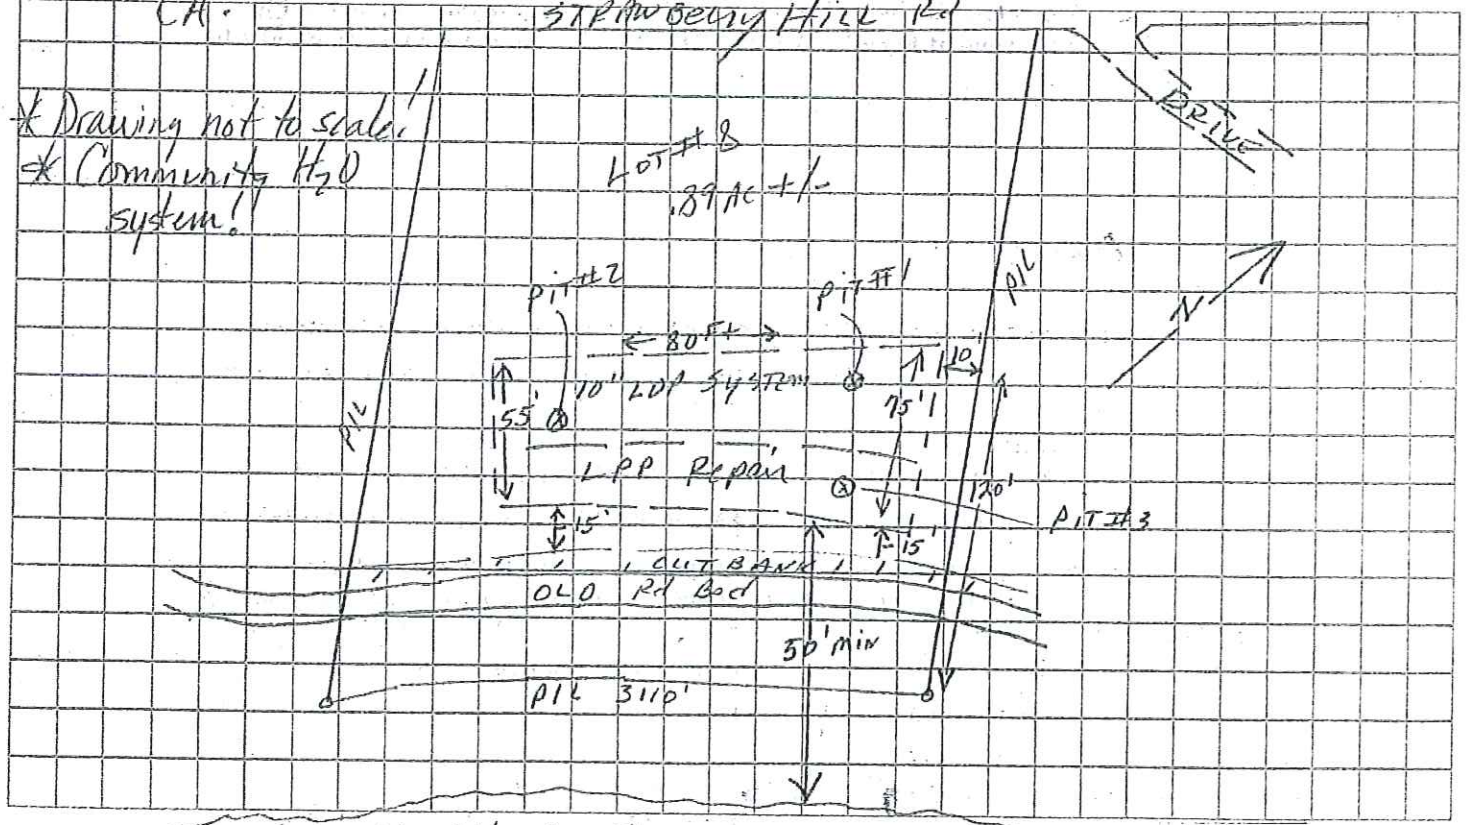 STRAWBerry Hill Rd
* Drawing not to scale!
* Community H2O
system!!
DRIVE
LOT # 8
.89 AC +/-
Pit #2
Pit #1
P/L
N
80 Ft
10'
10' LPP System
75'
55'
P/L
LPP Repair
120'
Pit #3
15'
15'
CUT BANK
OLD Rd Bed
50' min
P/L